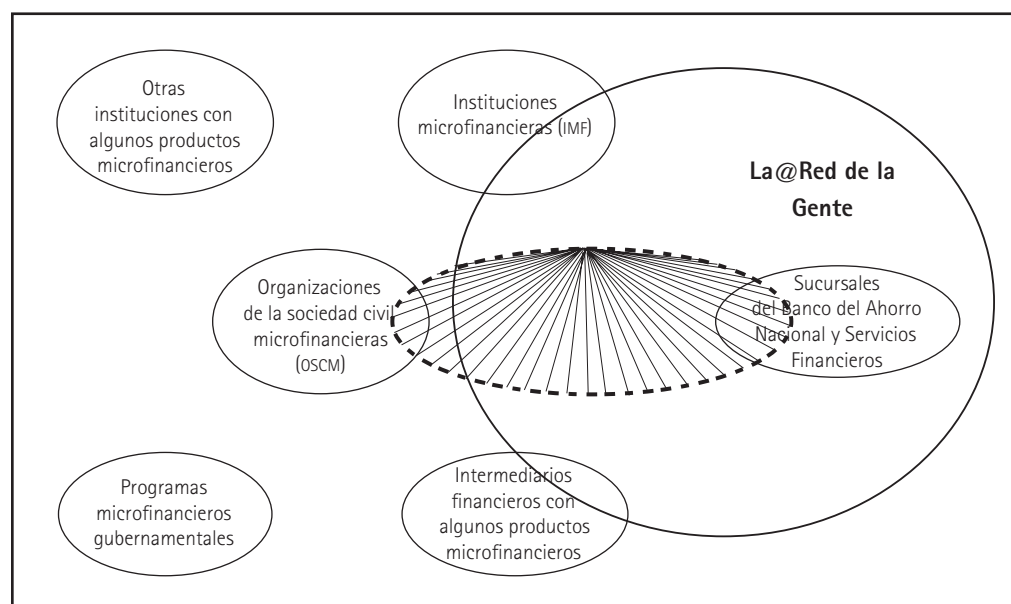 Otras
instituciones con
algunos productos
microfinancieros
Instituciones
microfinancieras (IMF)
La@Red de la
Gente
Organizaciones
de la sociedad civil
microfinancieras
(OSCM)
Sucursales
del Banco del Ahorro
Nacional y Servicios
Financieros
Programas
microfinancieros
gubernamentales
Intermediarios
financieros con
algunos productos
microfinancieros